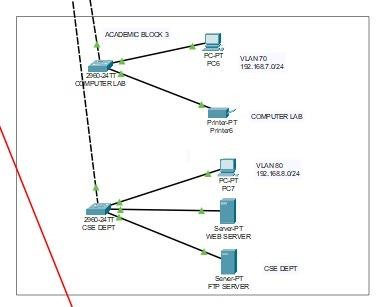 ACADEMIC BLOCK 3
PC-PT
PC6
VLAN 70
192.168.7.0/24
2960-24TT
COMPUTER LAB
Printer-PT
Printer6
COMPUTER LAB
PC-PT
PC7
VLAN 80
192.168.8.0/24
2960-24TT
CSE DEPT
Server-PT
WEB SERVER
Server-PT
FTP SERVER
CSE DEPT